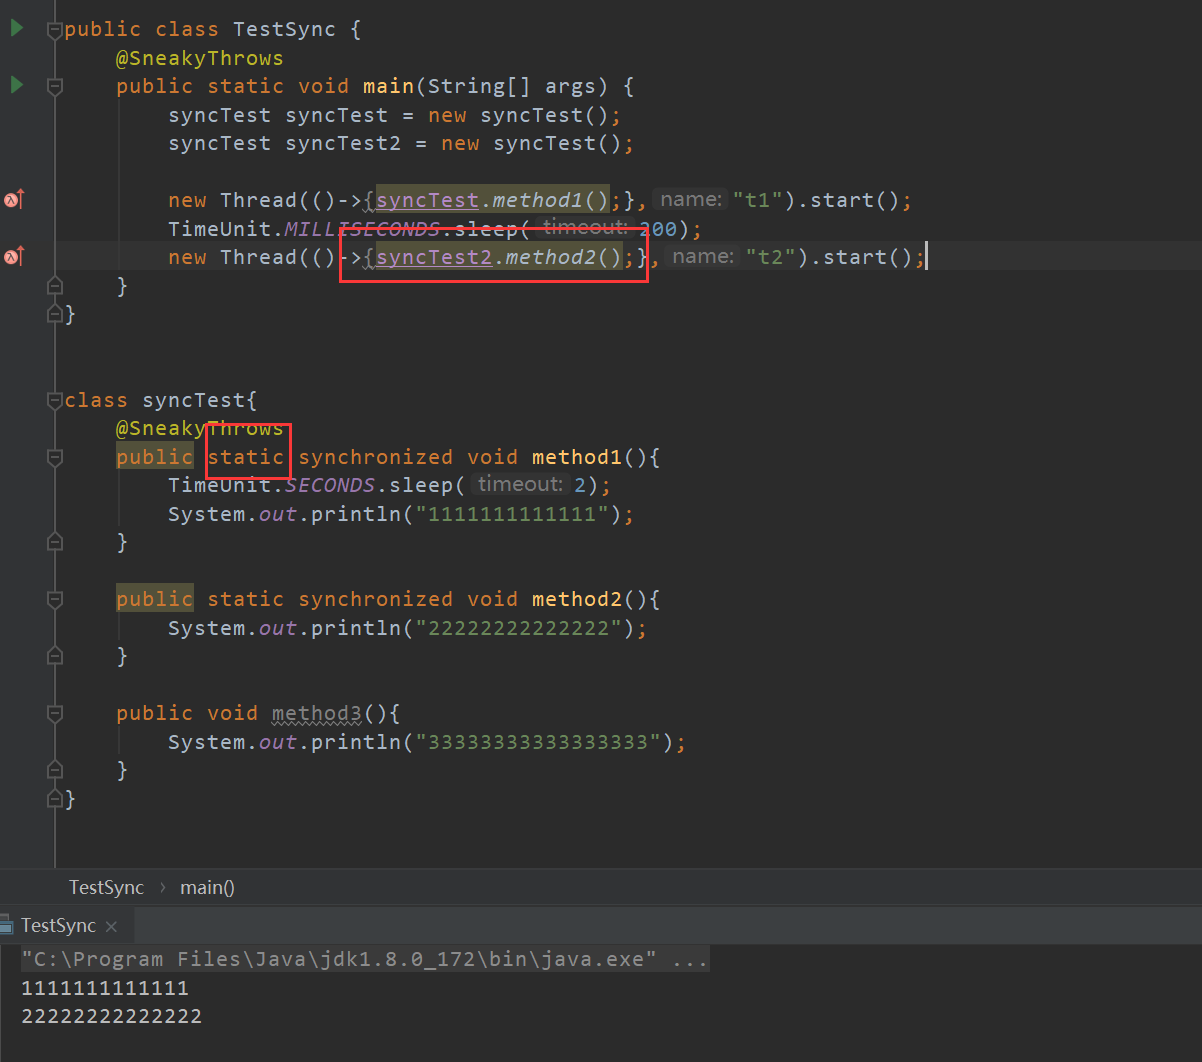 public class TestSync {
@SneakyThrows
public static void main(String[] args) {
syncTest syncTest = new syncTest();
syncTest syncTest2 = new syncTest();
new Thread(()->{syncTest.method1();}, name: "t1").start();
TimeUnit.MILLISECONDS.sleep( timeout: 200);
new Thread(()->{syncTest2.method2();}, name: "t2").start();
}
}
class syncTest{
@SneakyThrows
public static synchronized void method1(){
TimeUnit.SECONDS.sleep( timeout: 2);
System.out.println("1111111111111");
}
public static synchronized void method2(){
System.out.println("22222222222222");
}
public void method3(){
System.out.println("33333333333333333");
}
}
TestSync › main()
TestSync ×
"C:\Program Files\Java\jdk1.8.0_172\bin\java.exe" ...
1111111111111
22222222222222